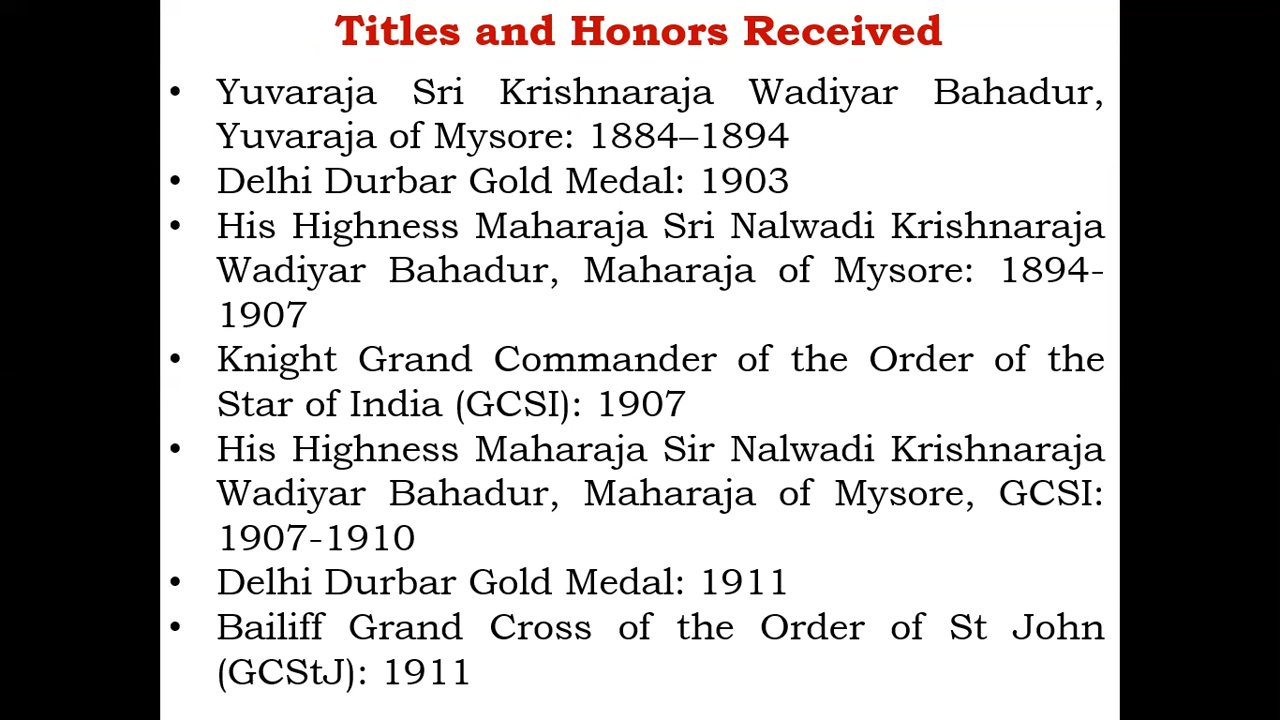 Titles and Honors Received
• Yuvaraja Sri Krishnaraja Wadiyar Bahadur,
Yuvaraja of Mysore: 1884–1894
• Delhi Durbar Gold Medal: 1903
• His Highness Maharaja Sri Nalwadi Krishnaraja
Wadiyar Bahadur, Maharaja of Mysore: 1894-
1907
• Knight Grand Commander of the Order of the
Star of India (GCSI): 1907
• His Highness Maharaja Sir Nalwadi Krishnaraja
Wadiyar Bahadur, Maharaja of Mysore, GCSI:
1907-1910
• Delhi Durbar Gold Medal: 1911
• Bailiff Grand Cross of the Order of St John
(GCStJ): 1911